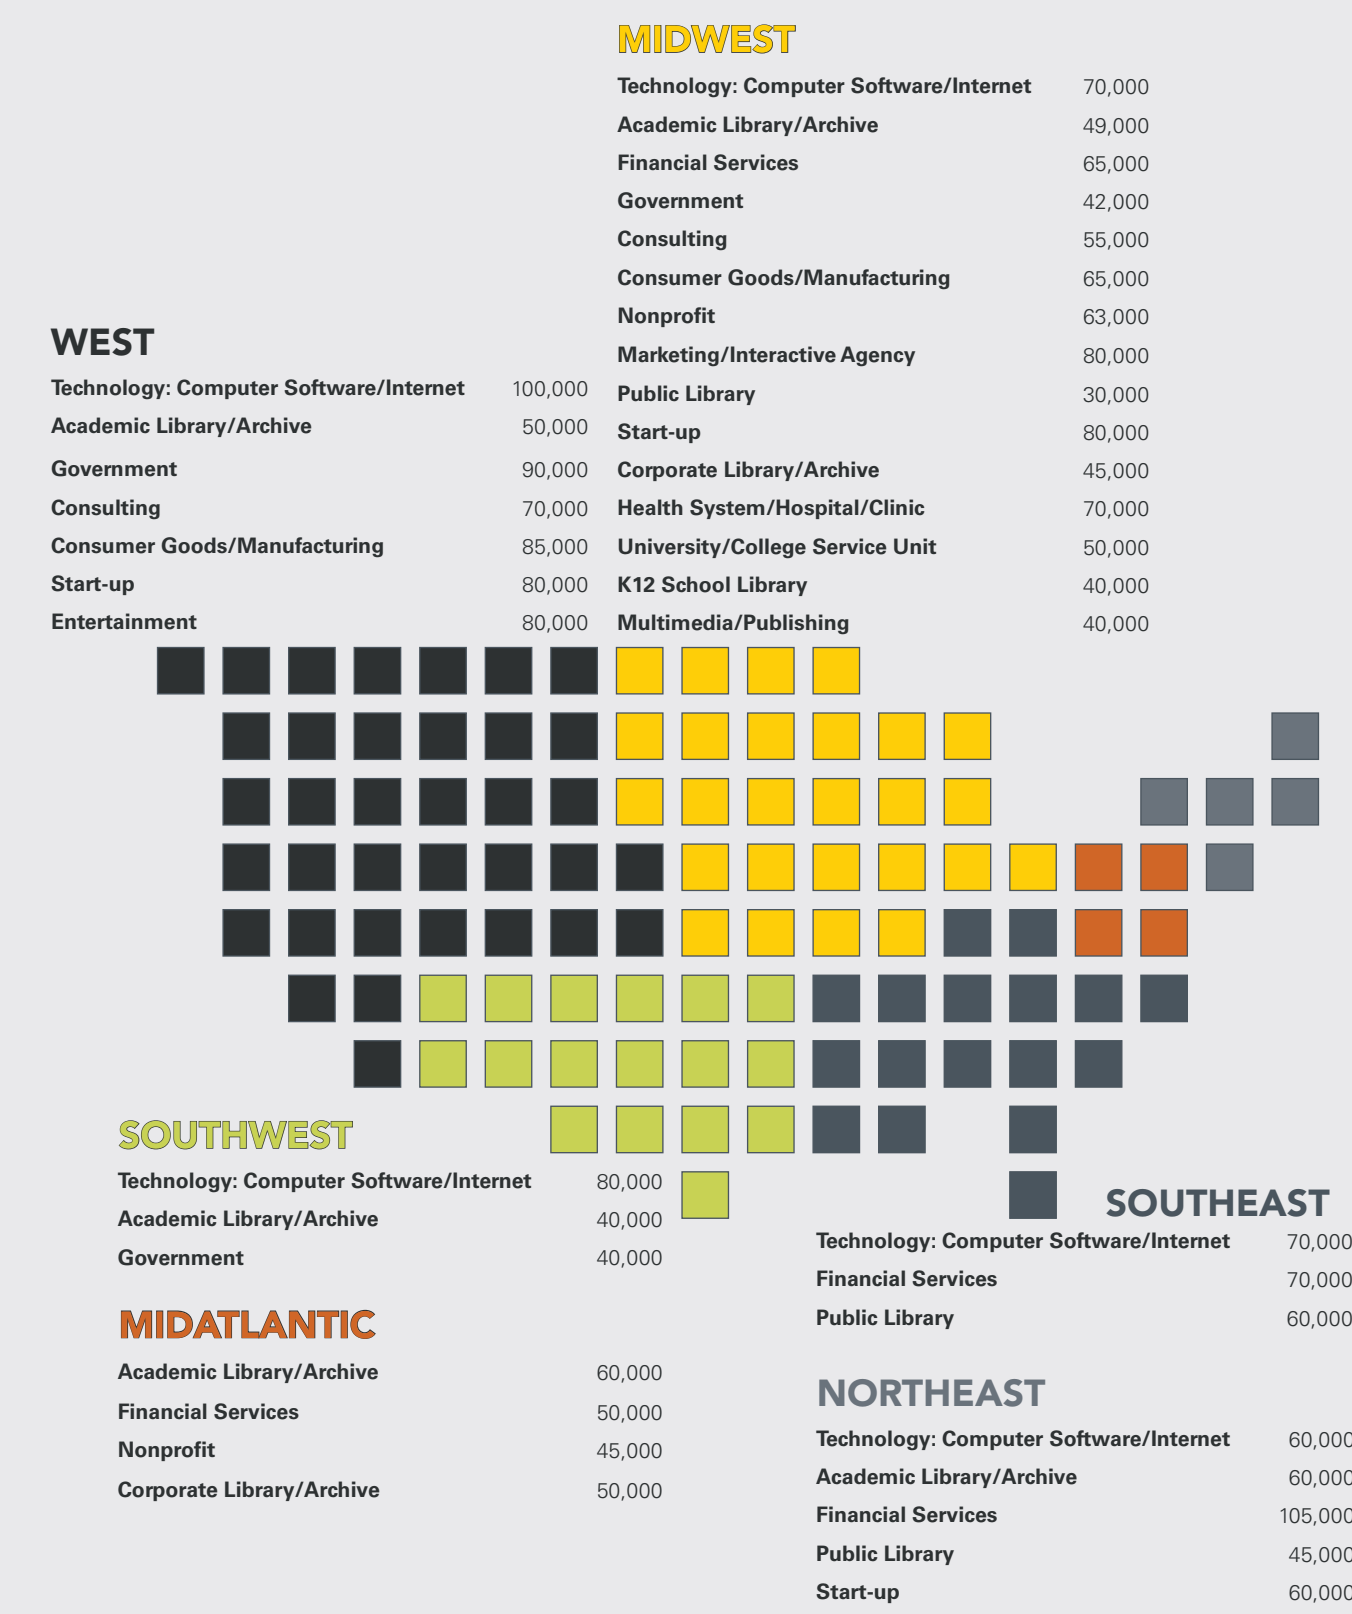 MIDWEST
Technology: Computer Software/Internet 70,000
Academic Library/Archive 49,000
Financial Services 65,000
Government 42,000
Consulting 55,000
Consumer Goods/Manufacturing 65,000
Nonprofit 63,000
Marketing/Interactive Agency 80,000
Public Library 30,000
Start-up 80,000
Corporate Library/Archive 45,000
Health System/Hospital/Clinic 70,000
University/College Service Unit 50,000
K12 School Library 40,000
Multimedia/Publishing 40,000
WEST
Technology: Computer Software/Internet 100,000
Academic Library/Archive 50,000
Government 90,000
Consulting 70,000
Consumer Goods/Manufacturing 85,000
Start-up 80,000
Entertainment 80,000
SOUTHWEST
Technology: Computer Software/Internet 80,000
Academic Library/Archive 40,000
Government 40,000
MIDATLANTIC
Academic Library/Archive 60,000
Financial Services 50,000
Nonprofit 45,000
Corporate Library/Archive 50,000
SOUTHEAST
Technology: Computer Software/Internet 70,000
Financial Services 70,000
Public Library 60,000
NORTHEAST
Technology: Computer Software/Internet 60,000
Academic Library/Archive 60,000
Financial Services 105,000
Public Library 45,000
Start-up 60,000